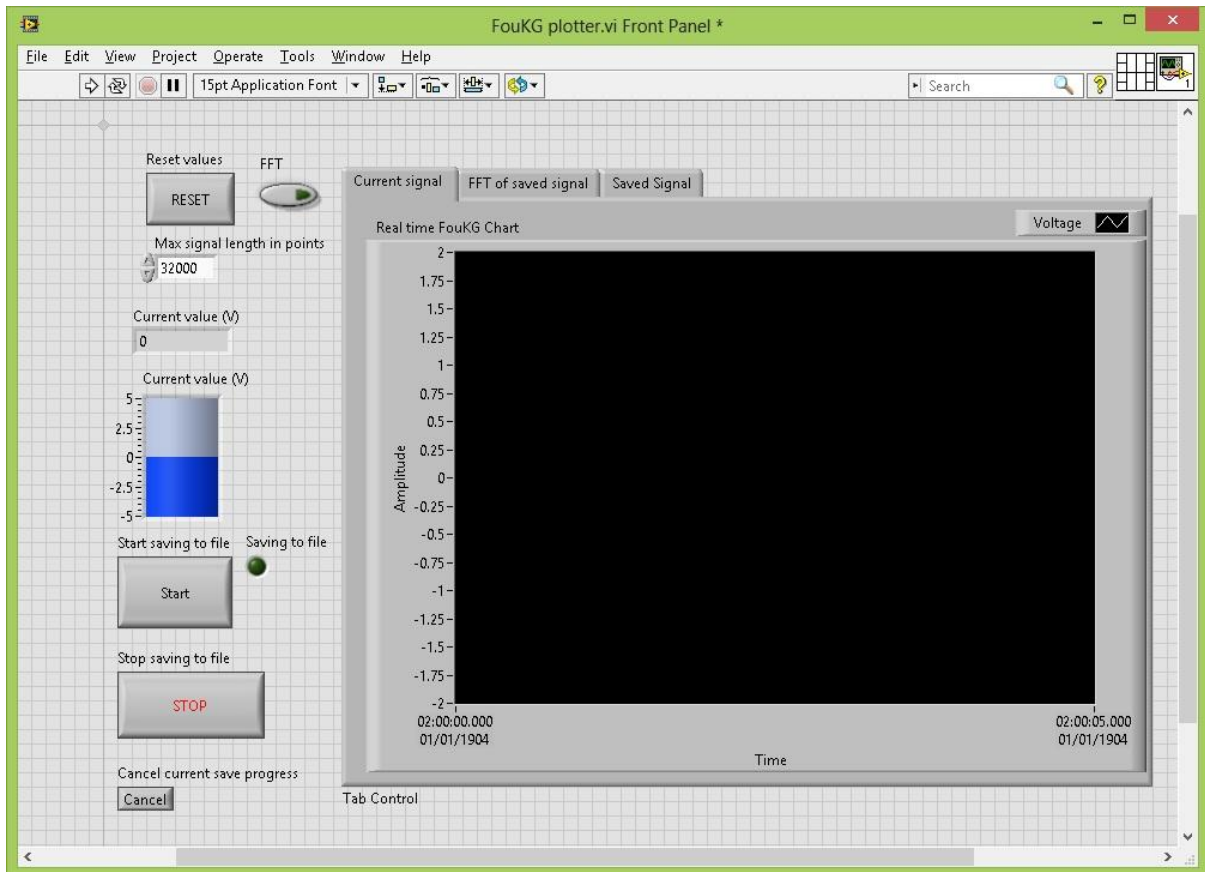 FouKG plotter.vi Front Panel *
File Edit View Project Operate Tools Window Help
15pt Application Font
Search
1
Reset values
FFT
RESET
Max signal length in points
32000
Current value (V)
0
Current value (V)
5
2.5
0
-2.5
-5
Start saving to file
Saving to file
Start
Stop saving to file
STOP
Cancel current save progress
Cancel
Current signal
FFT of saved signal
Saved Signal
Real time FouKG Chart
Voltage
Amplitude
2
1.75
1.5
1.25
1
0.75
0.5
0.25
0
-0.25
-0.5
-0.75
-1
-1.25
-1.5
-1.75
-2
02:00:00.000
01/01/1904
02:00:05.000
01/01/1904
Time
Tab Control